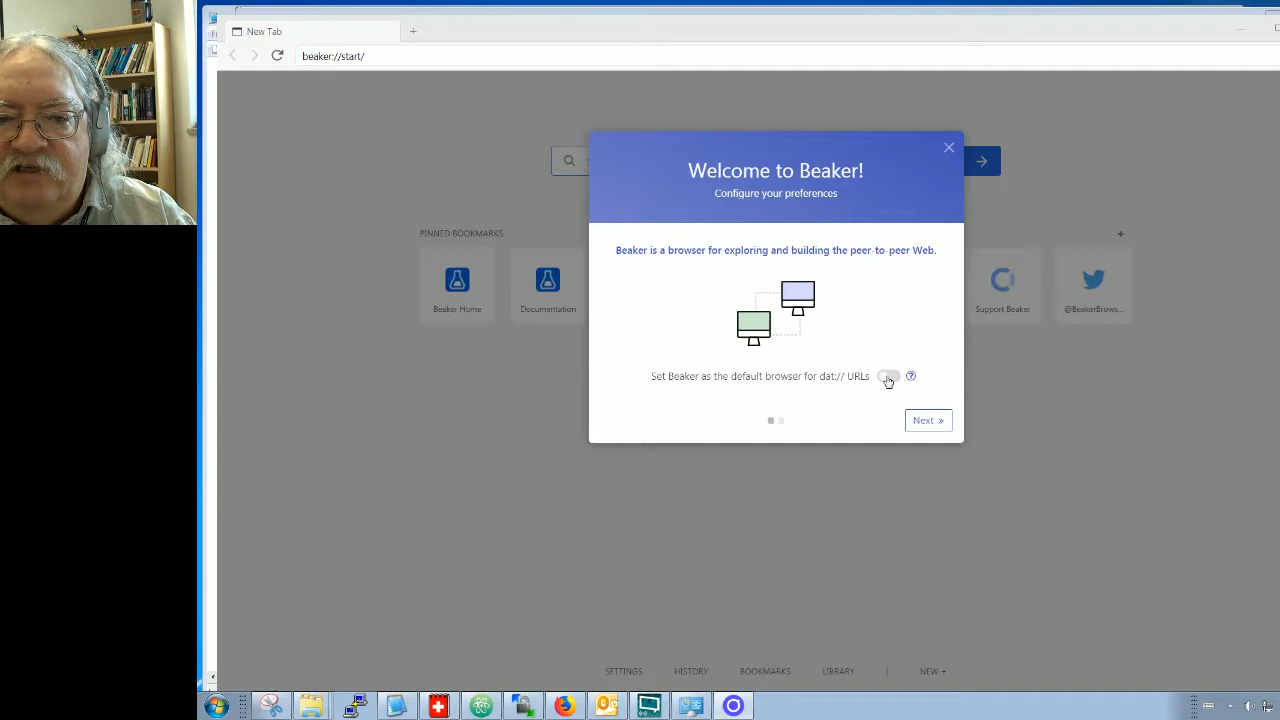 New Tab
beaker://start/
Welcome to Beaker!
Configure your preferences
PINNED BOOKMARKS
Beaker is a browser for exploring and building the peer-to-peer Web.
Beaker Home
Documentation
Support Beaker
@BeakerBrows...
Set Beaker as the default browser for dat:// URLs
Next »
SETTINGS
HISTORY
BOOKMARKS
LIBRARY
NEW +